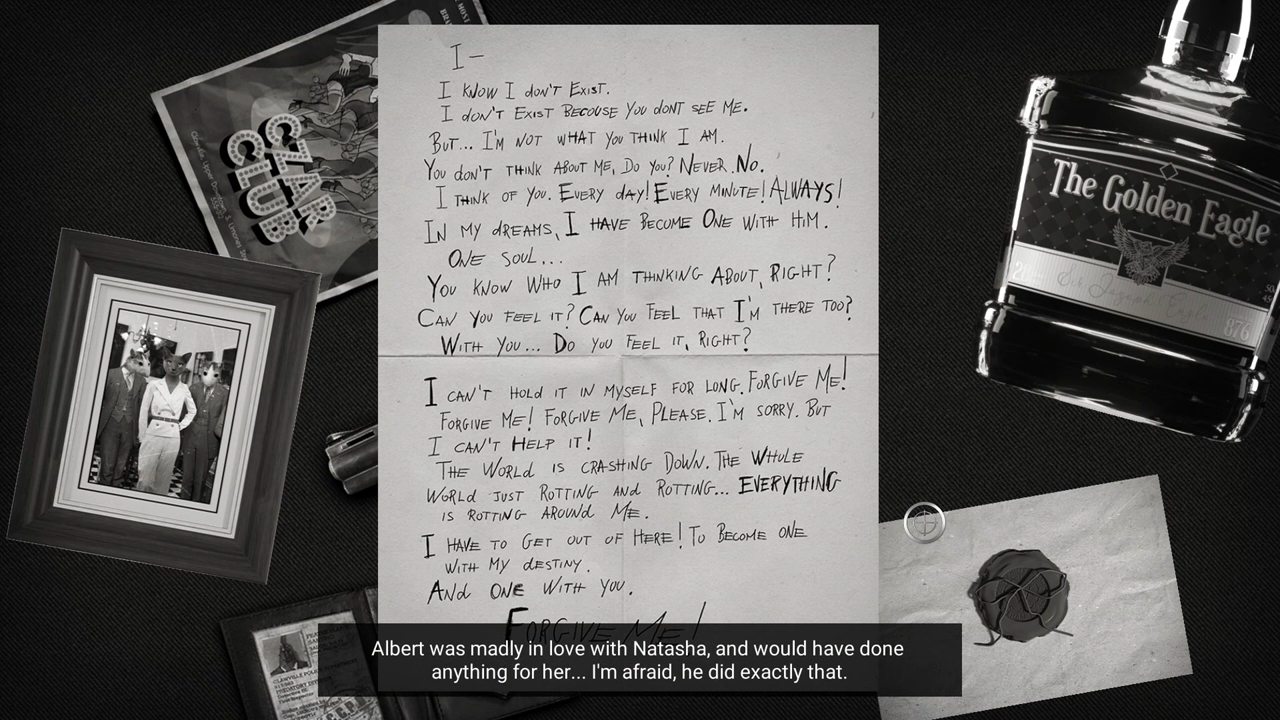 I-
I KNOW I DON'T EXIST.
I DON'T EXIST BECOUSE YOU DONT SEE ME.
BUT... I'M NOT WHAT YOU THINK I AM.
YOU DON'T THINK ABOUT ME, DO YOU? NEVER. NO.
I THINK OF YOU. EVERY DAY! EVERY MINUTE! ALWAYS!
IN MY DREAMS, I HAVE BECOME ONE WITH HIM.
ONE SOUL...
YOU KNOW WHO I AM THINKING ABOUT, RIGHT?
CAN YOU FEEL IT? CAN YOU FEEL THAT I'M THERE TOO?
WITH YOU... DO YOU FEEL IT, RIGHT?
I CAN'T HOLD IT IN MYSELF FOR LONG. FORGIVE ME!
FORGIVE ME! FORGIVE ME, PLEASE. I'M SORRY. BUT
I CAN'T HELP IT!
THE WORLD IS CRASHING DOWN. THE WHULE
WORLD JUST ROTTING AND ROTTING... EVERYTHING
IS ROTTING AROUND ME.
I HAVE TO GET OUT OF HERE! TO BECOME ONE
WITH MY DESTINY.
AND ONE WITH YOU.
FORGIVE ME!
Albert was madly in love with Natasha, and would have done
anything for her... I'm afraid, he did exactly that.
CZAR
CLUB
The Golden Eagle
Sir Joseph
876
CLAWVILLE POLICE DEPARTMENT